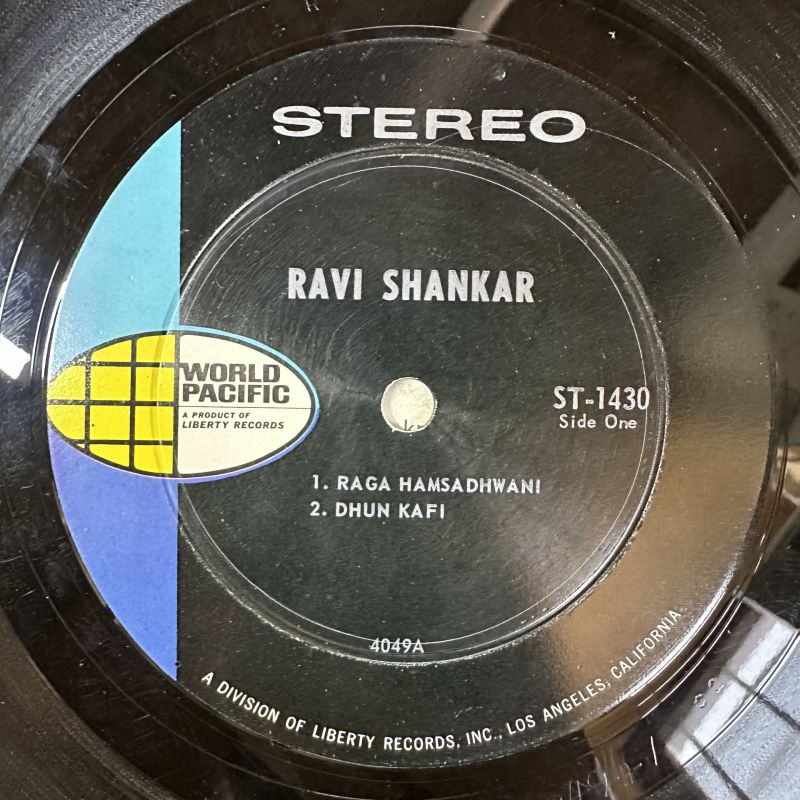 STEREO
RAVI SHANKAR
WORLD
PACIFIC
A PRODUCT OF
LIBERTY RECORDS
ST-1430
Side One
1. RAGA HAMSADHWANI
2. DHUN KAFI
4049A
A DIVISION OF LIBERTY RECORDS, INC., LOS ANGELES, CALIFORNIA